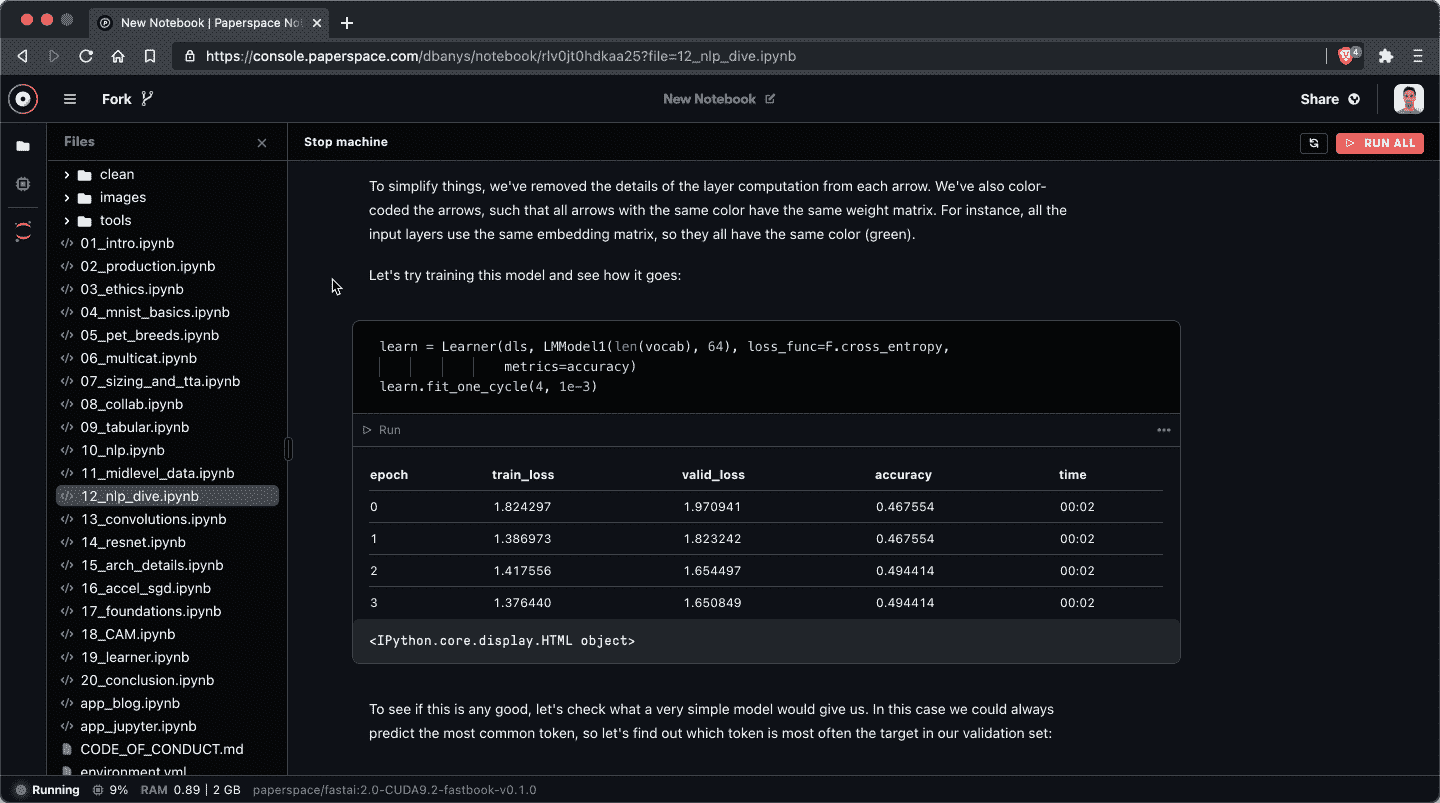 New Notebook | Paperspace No
https://console.paperspace.com/dbanys/notebook/rlv0jt0hdkaa25?file=12_nlp_dive.ipynb
4
Fork
New Notebook
Share
Files
Stop machine
RUN ALL
clean
images
tools
01_intro.ipynb
02_production.ipynb
03_ethics.ipynb
04_mnist_basics.ipynb
05_pet_breeds.ipynb
06_multicat.ipynb
07_sizing_and_tta.ipynb
08_collab.ipynb
09_tabular.ipynb
10_nlp.ipynb
11_midlevel_data.ipynb
12_nlp_dive.ipynb
13_convolutions.ipynb
14_resnet.ipynb
15_arch_details.ipynb
16_accel_sgd.ipynb
17_foundations.ipynb
18_CAM.ipynb
19_learner.ipynb
20_conclusion.ipynb
app_blog.ipynb
app_jupyter.ipynb
CODE_OF_CONDUCT.md
environment.yml
To simplify things, we've removed the details of the layer computation from each arrow. We've also color-
coded the arrows, such that all arrows with the same color have the same weight matrix. For instance, all the
input layers use the same embedding matrix, so they all have the same color (green).
Let's try training this model and see how it goes:
learn = Learner(dls, LMModel1(len(vocab), 64), loss_func=F.cross_entropy,
metrics=accuracy)
learn.fit_one_cycle(4, 1e-3)
Run
epoch train_loss valid_loss accuracy time
0 1.824297 1.970941 0.467554 00:02
1 1.386973 1.823242 0.467554 00:02
2 1.417556 1.654497 0.494414 00:02
3 1.376440 1.650849 0.494414 00:02
<IPython.core.display.HTML object>
To see if this is any good, let's check what a very simple model would give us. In this case we could always
predict the most common token, so let's find out which token is most often the target in our validation set:
Running 9% RAM 0.89 | 2 GB paperspace/fastai:2.0-CUDA9.2-fastbook-v0.1.0